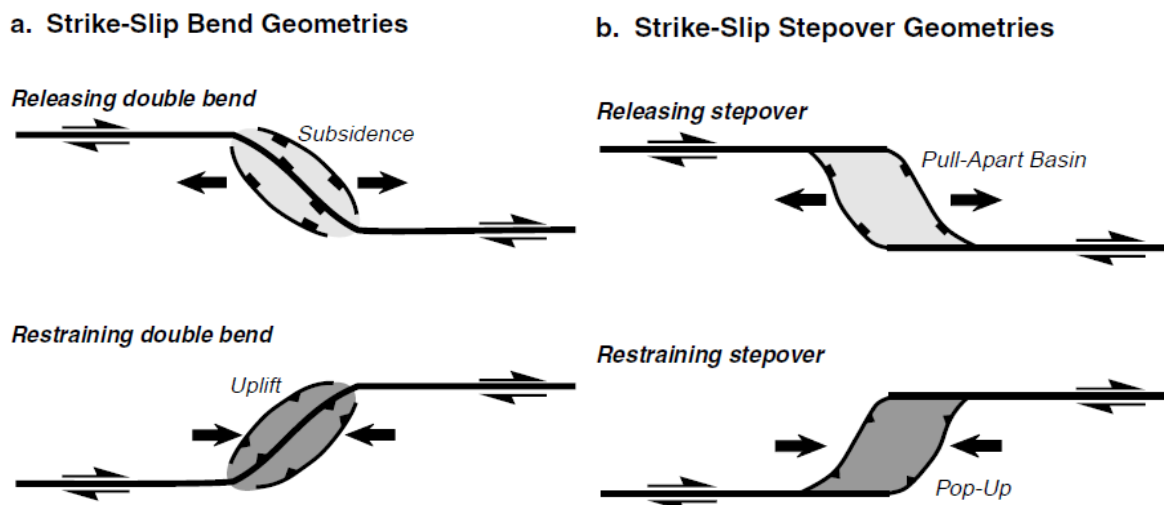 a. Strike-Slip Bend Geometries
Releasing double bend
Subsidence
Restraining double bend
Uplift
b. Strike-Slip Stepover Geometries
Releasing stepover
Pull-Apart Basin
Restraining stepover
Pop-Up